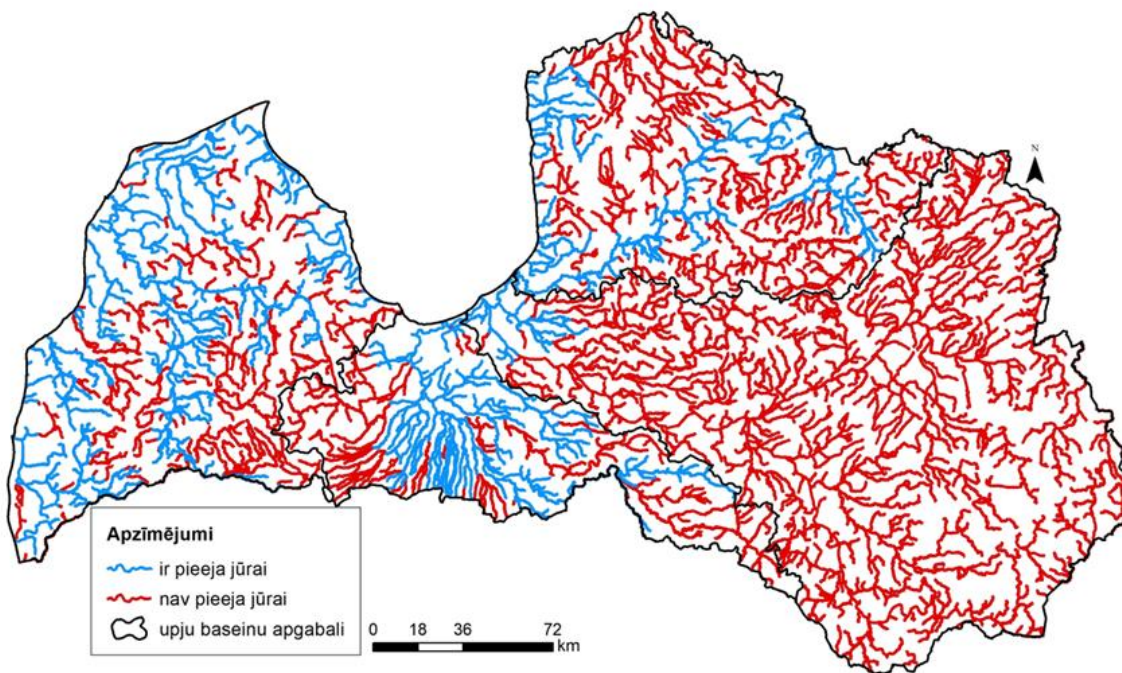 N
Apzīmējumi
ir pieeja jūrai
nav pieeja jūrai
upju baseinu apgabali
0 18 36 72
km